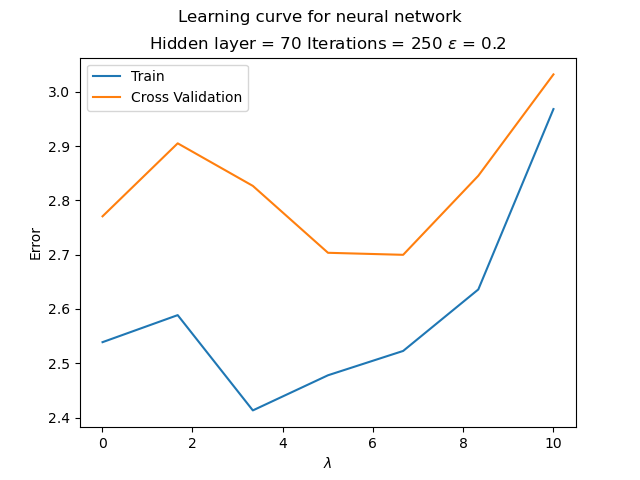 Learning curve for neural network
Hidden layer = 70 Iterations = 250 ε = 0.2
Train
Cross Validation
3.0
2.9
2.8
2.7
2.6
2.5
2.4
Error
0 2 4 6 8 10
λ